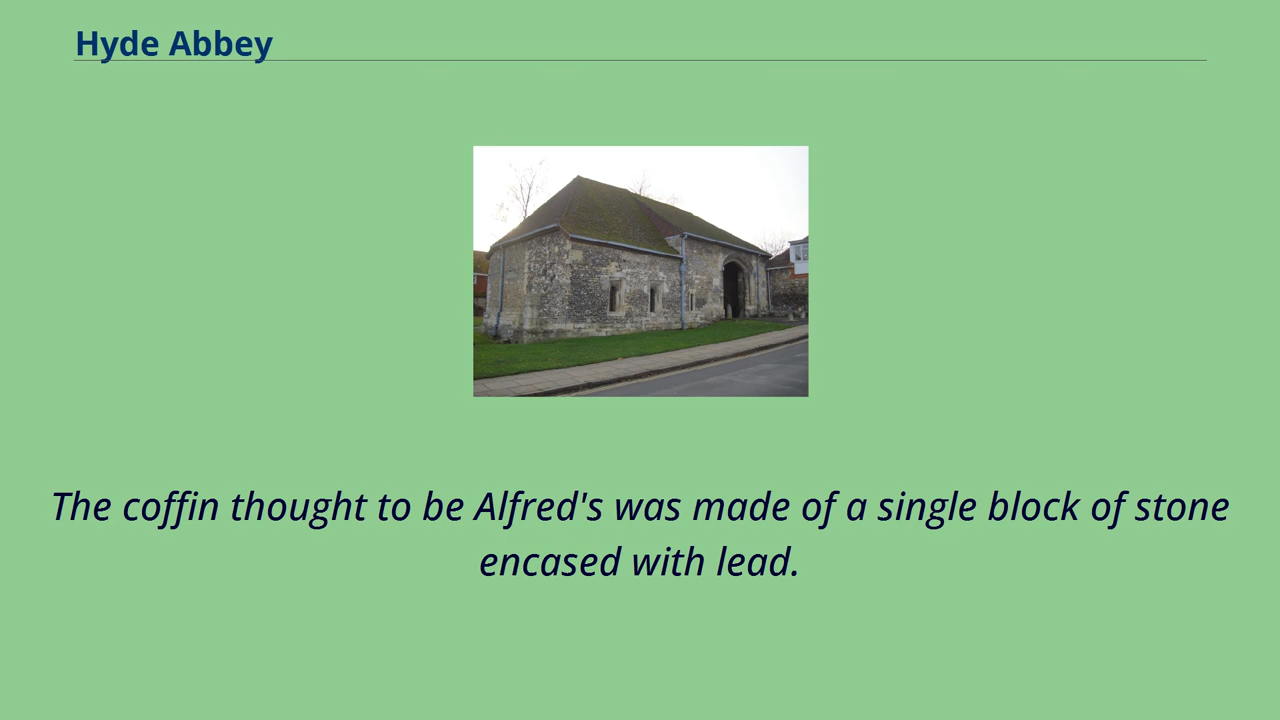 Hyde Abbey
The coffin thought to be Alfred's was made of a single block of stone
encased with lead.